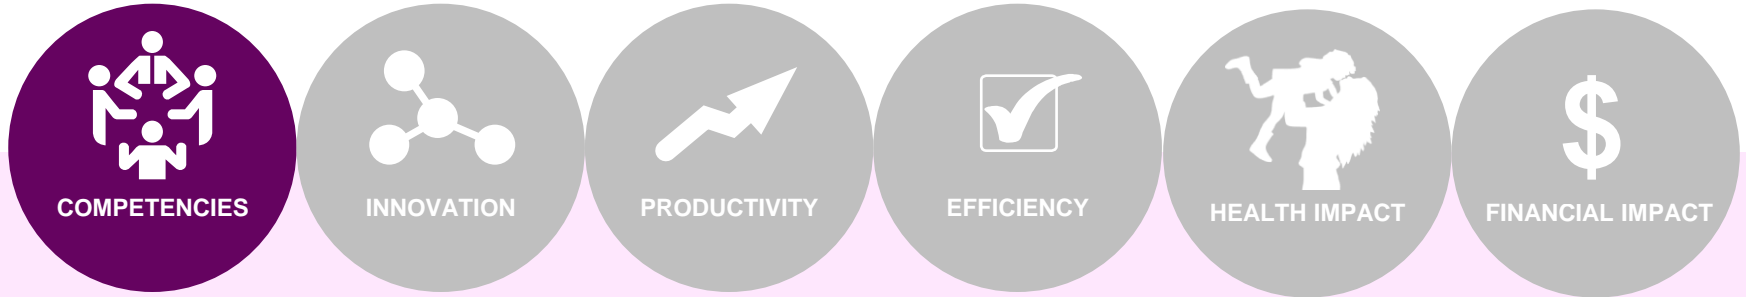 COMPETENCIES
INNOVATION
PRODUCTIVITY
EFFICIENCY
HEALTH IMPACT
$
FINANCIAL IMPACT